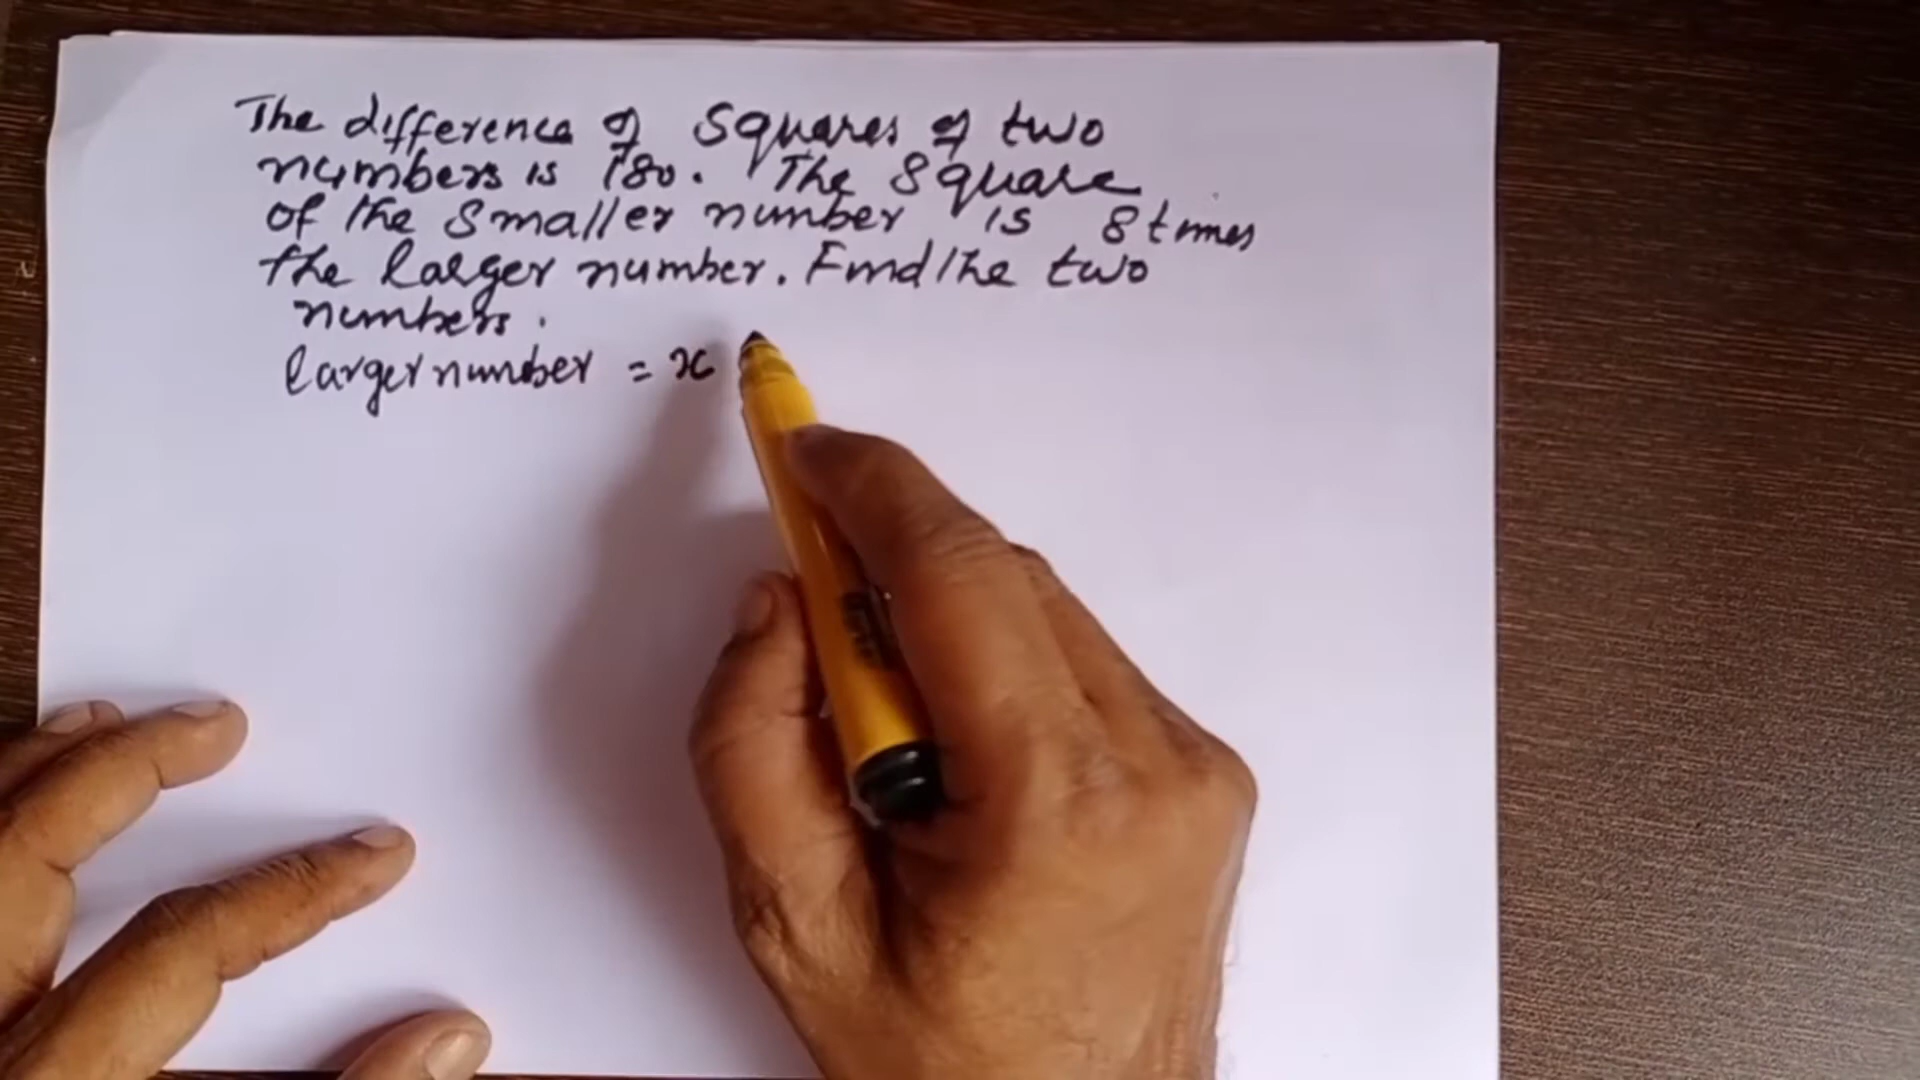 The difference of squares of two
numbers is 180. The square
of the smaller number is 8 times
the larger number. Find the two
numbers.
larger number = x